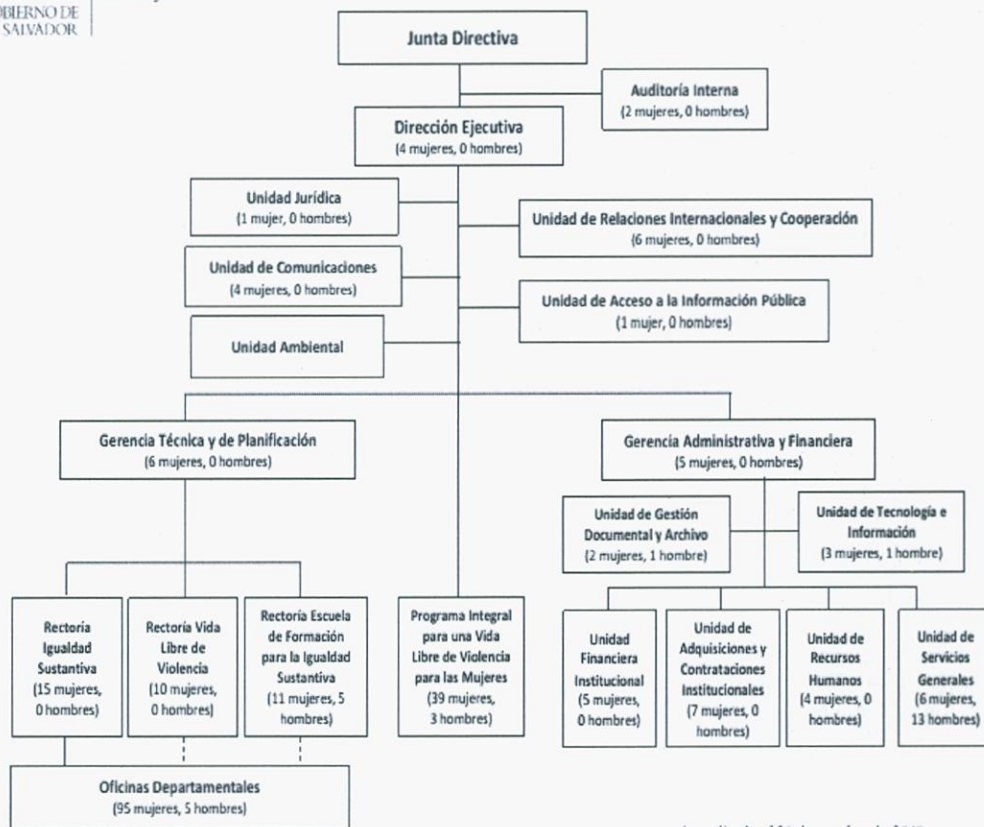 GOBIERNO DE
SALVADOR
Junta Directiva
Auditoría Interna
(2 mujeres, 0 hombres)
Dirección Ejecutiva
(4 mujeres, 0 hombres)
Unidad Jurídica
(1 mujer, 0 hombres)
Unidad de Relaciones Internacionales y Cooperación
(6 mujeres, 0 hombres)
Unidad de Comunicaciones
(4 mujeres, 0 hombres)
Unidad de Acceso a la Información Pública
(1 mujer, 0 hombres)
Unidad Ambiental
Gerencia Técnica y de Planificación
(6 mujeres, 0 hombres)
Gerencia Administrativa y Financiera
(5 mujeres, 0 hombres)
Unidad de Gestión
Documental y Archivo
(2 mujeres, 1 hombre)
Unidad de Tecnología e
Información
(3 mujeres, 1 hombre)
Rectoría
Igualdad
Sustantiva
(15 mujeres,
0 hombres)
Rectoría Vida
Libre de
Violencia
(10 mujeres,
0 hombres)
Rectoría Escuela
de Formación
para la Igualdad
Sustantiva
(11 mujeres, 5
hombres)
Programa Integral
para una Vida
Libre de Violencia
para las Mujeres
(39 mujeres,
3 hombres)
Unidad
Financiera
Institucional
(5 mujeres,
0 hombres)
Unidad de
Adquisiciones y
Contrataciones
Institucionales
(7 mujeres, 0
hombres)
Unidad de
Recursos
Humanos
(4 mujeres, 0
hombres)
Unidad de
Servicios
Generales
(6 mujeres,
13 hombres)
Oficinas Departamentales
(95 mujeres, 5 hombres)